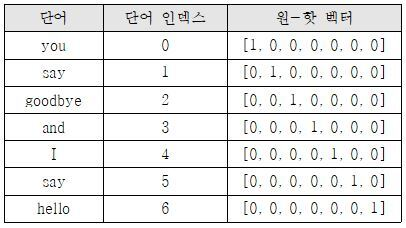 단어 단어 인덱스 원-핫 벡터
you 0 [1, 0, 0, 0, 0, 0, 0]
say 1 [0, 1, 0, 0, 0, 0, 0]
goodbye 2 [0, 0, 1, 0, 0, 0, 0]
and 3 [0, 0, 0, 1, 0, 0, 0]
I 4 [0, 0, 0, 0, 1, 0, 0]
say 5 [0, 0, 0, 0, 0, 1, 0]
hello 6 [0, 0, 0, 0, 0, 0, 1]